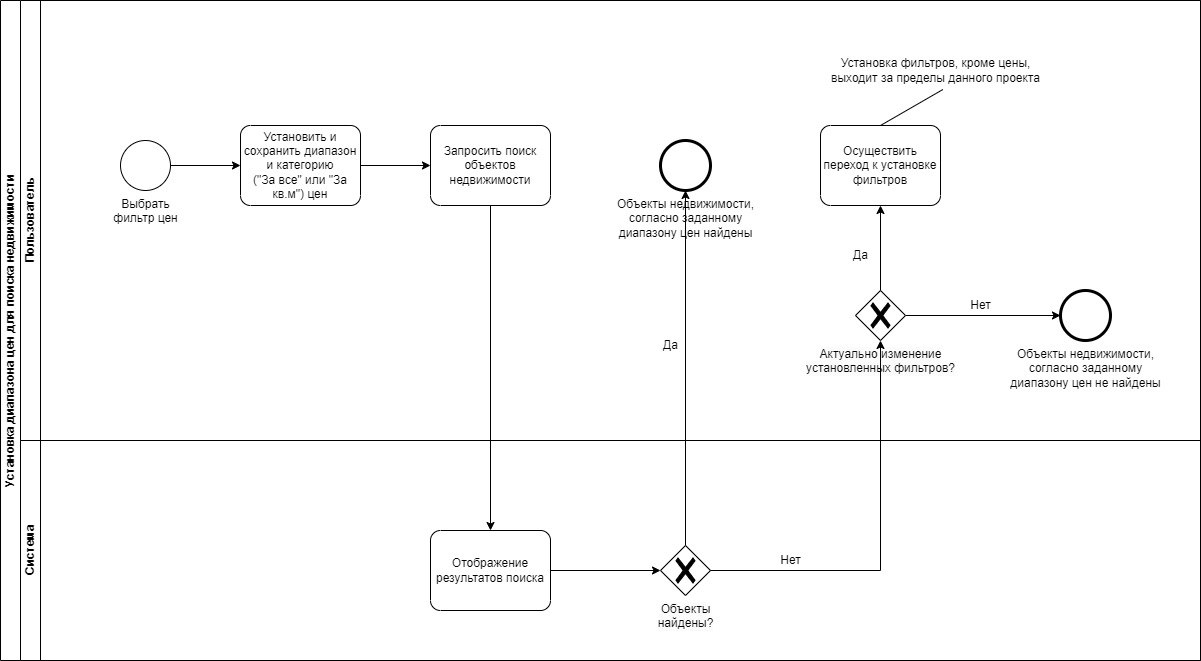 Установка диапазона цен для поиска недвижимости
Пользователь
Выбрать
фильтр цен
Установить и
сохранить диапазон
и категорию
("За все" или "За
кв.м") цен
Запросить поиск
объектов
недвижимости
Объекты недвижимости,
согласно заданному
диапазону цен найдены
Установка фильтров, кроме цены,
выходит за пределы данного проекта
Осуществить
переход к установке
фильтров
Да
Да
Нет
Актуально изменение
установленных фильтров?
Объекты недвижимости,
согласно заданному
диапазону цен не найдены
Система
Отображение
результатов поиска
Объекты
найдены?
Нет